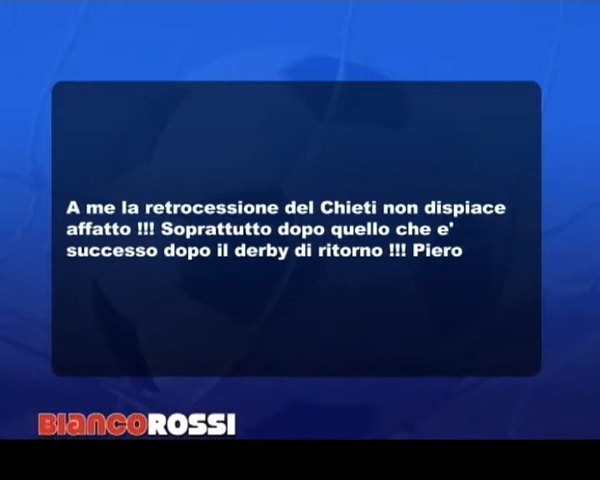 A me la retrocessione del Chieti non dispiace
affatto !!! Soprattutto dopo quello che e'
successo dopo il derby di ritorno !!! Piero
BIANCOROSSI